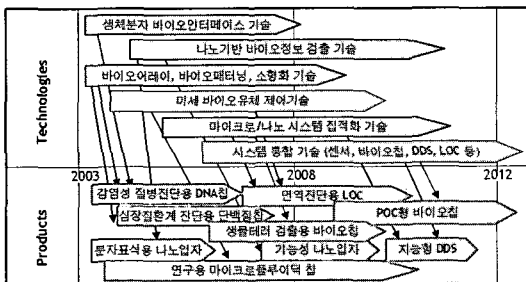 생체분자 바이오인터페이스 기술
나노기반 바이오정보 검출 기술
바이오어레이, 바이오패터닝, 소형화 기술
미세 바이오유체 제어기술
마이크로/나노 시스템 집적화 기술
시스템 통합 기술 (센서, 바이오칩, DDS, LOC 등)
Technologies
2003
2008
2012
감염성 질병진단용 DNA칩
면역진단용 LOC
심장질환계 진단용 단백질칩
POC형 바이오칩
생물테러 검출용 바이오칩
분자표식용 나노입자
기능성 나노입자
지능형 DDS
연구용 마이크로플루이딕 칩
Products